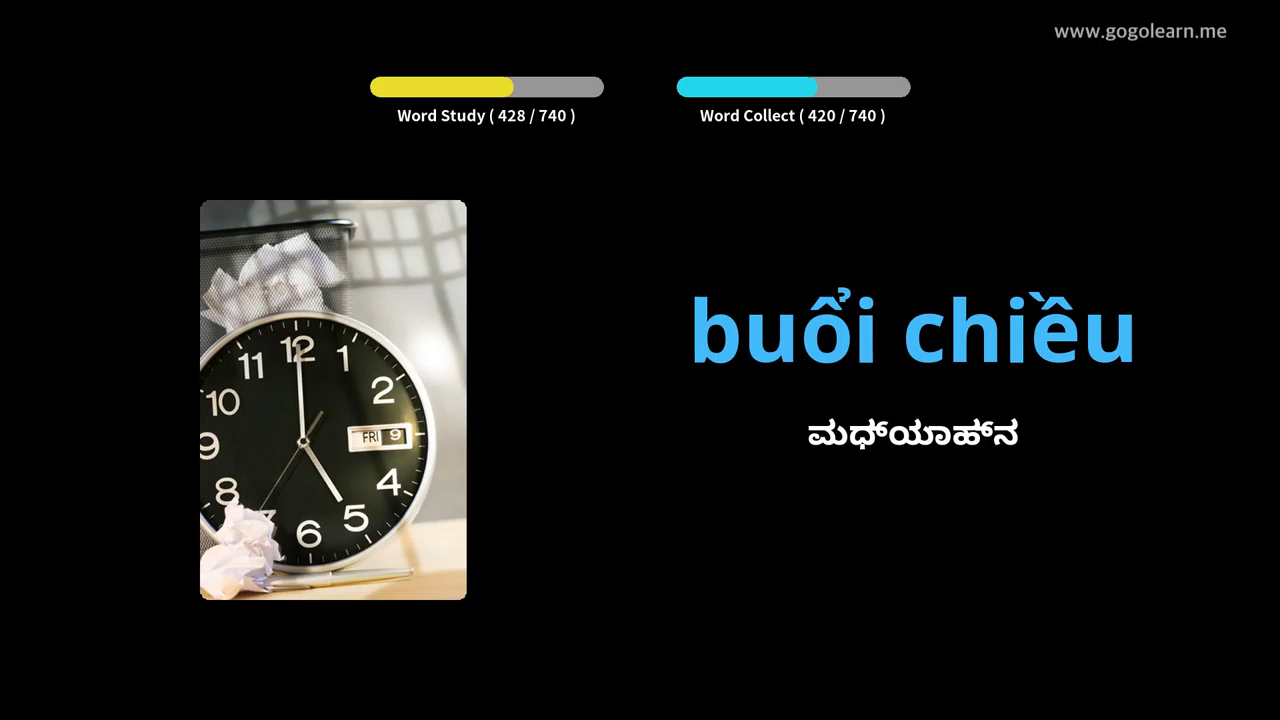 www.gogolearn.me
Word Study ( 428 / 740 )
Word Collect ( 420 / 740 )
12
11
1
10
2
9
FRI 9
8
4
7
5
6
buổi chiều
ಮಧ್‌ಯಾಹ್‌ನ